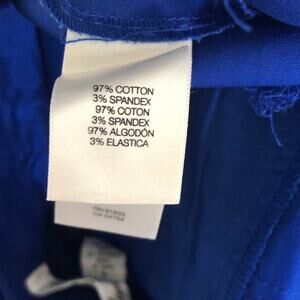 97% COTTON
3% SPANDEX
97% COTON
3% SPANDEX
97% ALGODÓN
3% ELASTICA